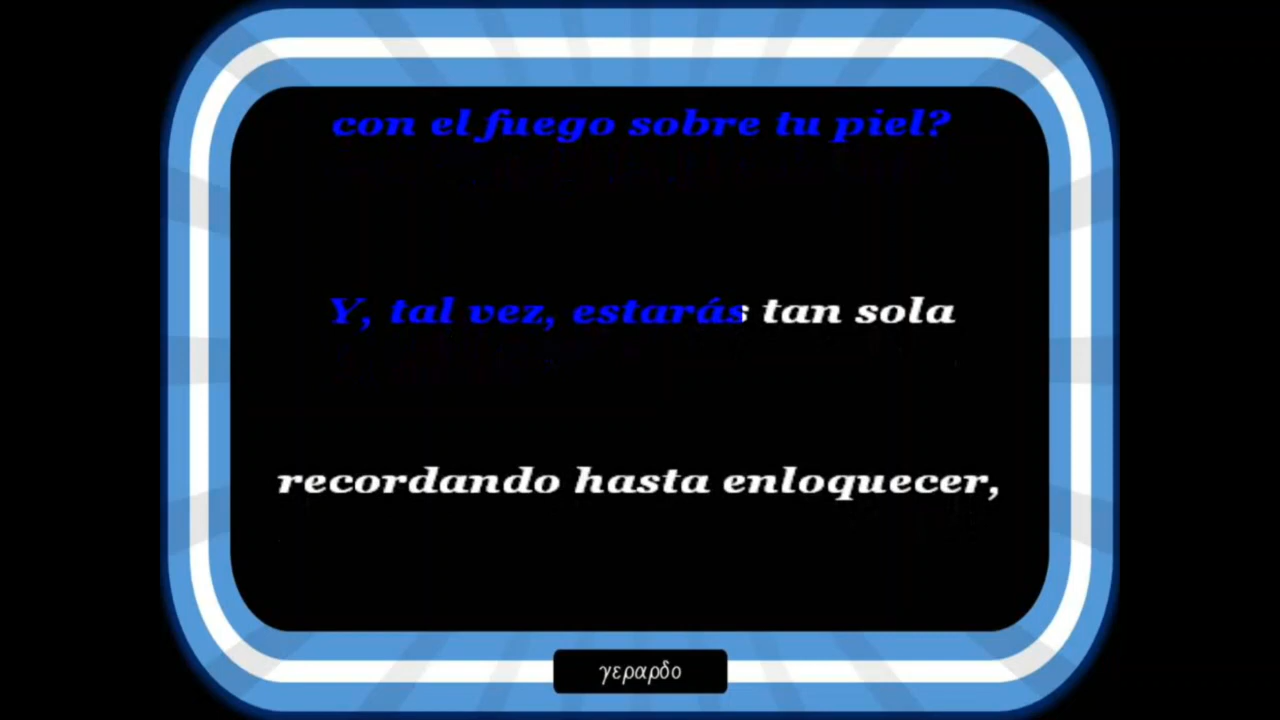 con el fuego sobre tu piel?
Y, tal vez, estarás tan sola
recordando hasta enloquecer,
γεραρδο